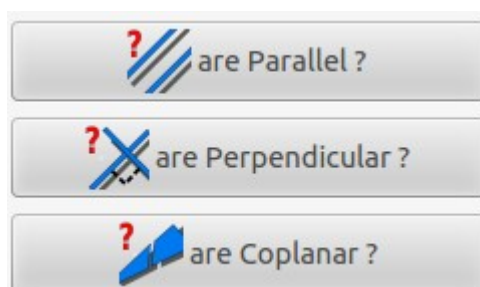 ? are Parallel ?
? are Perpendicular ?
? are Coplanar ?